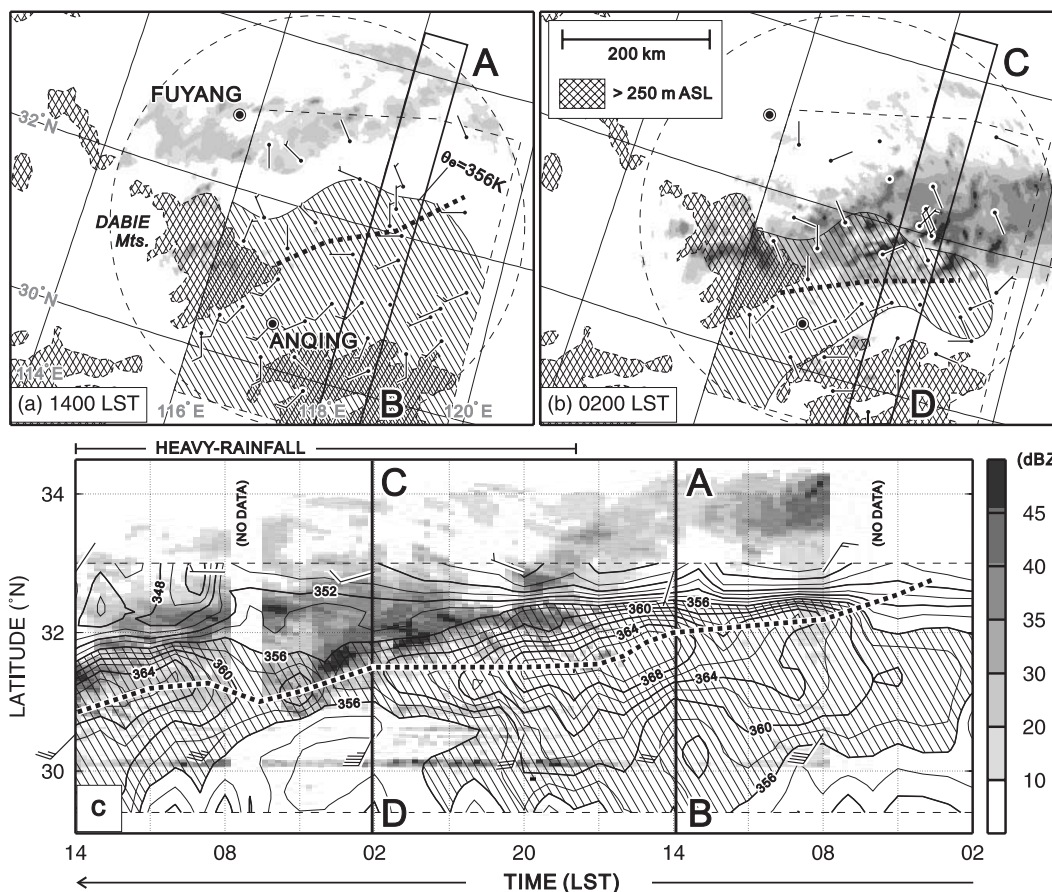 A
C
200 km
> 250 m ASL
FUYANG
32°N
θe=356K
DABIE
Mts.
30°N
ANQING
114°E
116°E
118°E
120°E
B
D
(a) 1400 LST
(b) 0200 LST
HEAVY-RAINFALL
(dBZ
34
32
30
LATITUDE (°N)
C
A
(NO DATA)
(NO DATA)
348
352
356
360
364
356
360
364
356
368
364
360
356
45
40
35
30
20
10
c
D
B
14
08
02
20
14
08
02
TIME (LST)